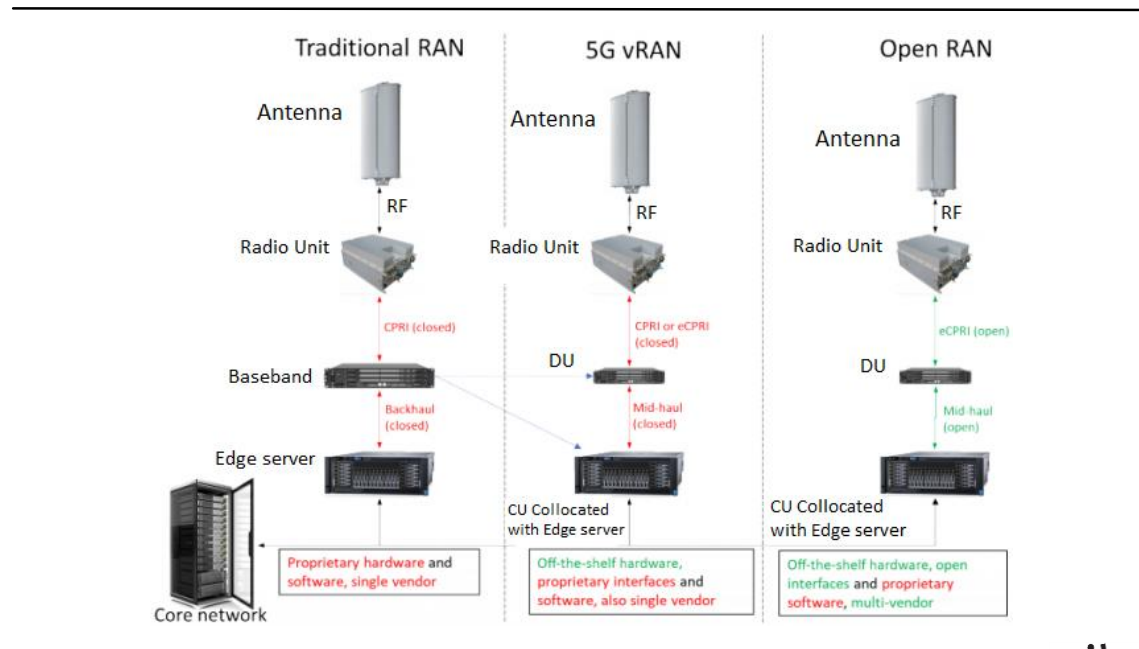 Traditional RAN
5G vRAN
Open RAN
Antenna
Antenna
Antenna
RF
RF
RF
Radio Unit
Radio Unit
Radio Unit
CPRI (closed)
CPRI or eCPRI
(closed)
eCPRI (open)
Baseband
DU
DU
Backhaul
(closed)
Mid-haul
(closed)
Mid-haul
(open)
Edge server
CU Collocated
with Edge server
CU Collocated
with Edge server
Proprietary hardware and
software, single vendor
Off-the-shelf hardware,
proprietary interfaces and
software, also single vendor
Off-the-shelf hardware, open
interfaces and proprietary
software, multi-vendor
Core network